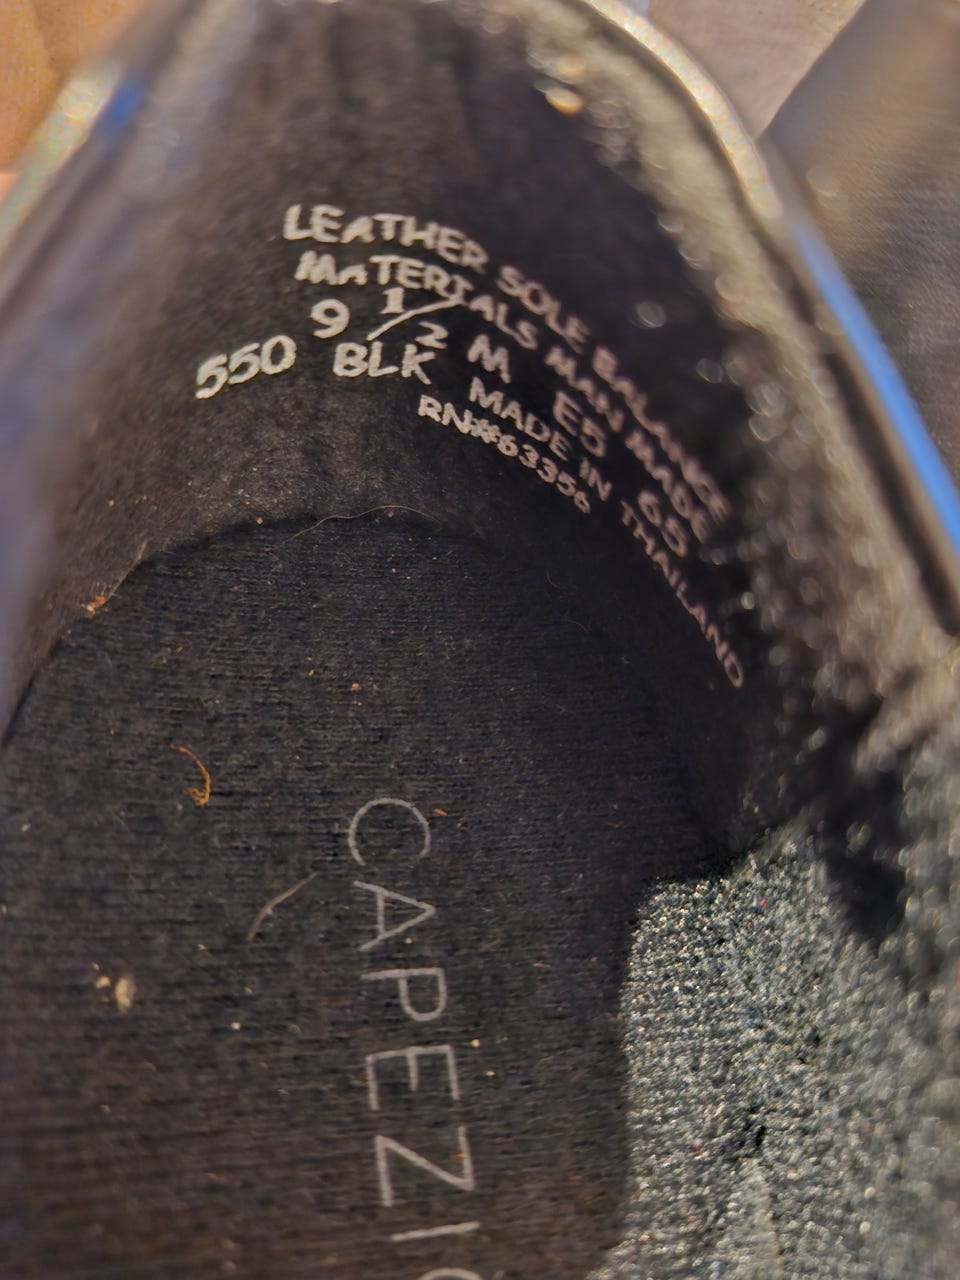 LEATHER SOLE BALANCE
MATERIALS MAN MADE
9 1/2 M E5 65
550 BLK MADE IN THAILAND
RN#63356
CAPEZIO